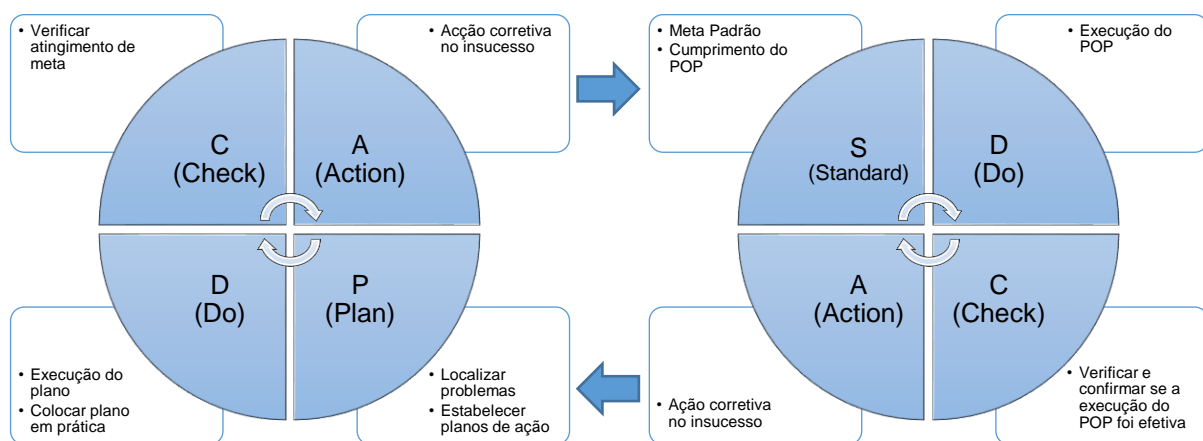 • Verificar
atingimento de
meta
• Acção corretiva
no insucesso
C
(Check)
A
(Action)
D
(Do)
P
(Plan)
• Execução do
plano
• Colocar plano
em prática
• Localizar
problemas
• Estabelecer
planos de ação
• Meta Padrão
• Cumprimento do
POP
• Execução do
POP
S
(Standard)
D
(Do)
A
(Action)
C
(Check)
• Ação corretiva
no insucesso
• Verificar e
confirmar se a
execução do
POP foi efetiva